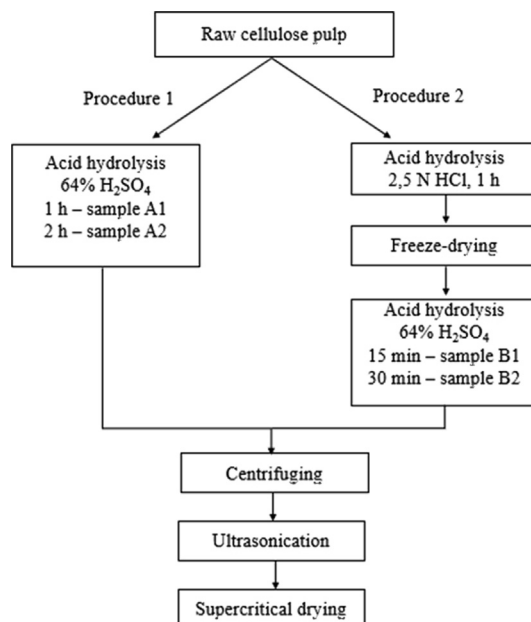 Raw cellulose pulp
Procedure 1
Procedure 2
Acid hydrolysis
64% H₂SO₄
1 h – sample A1
2 h – sample A2
Acid hydrolysis
2,5 N HCl, 1 h
Freeze-drying
Acid hydrolysis
64% H₂SO₄
15 min – sample B1
30 min – sample B2
Centrifuging
Ultrasonication
Supercritical drying